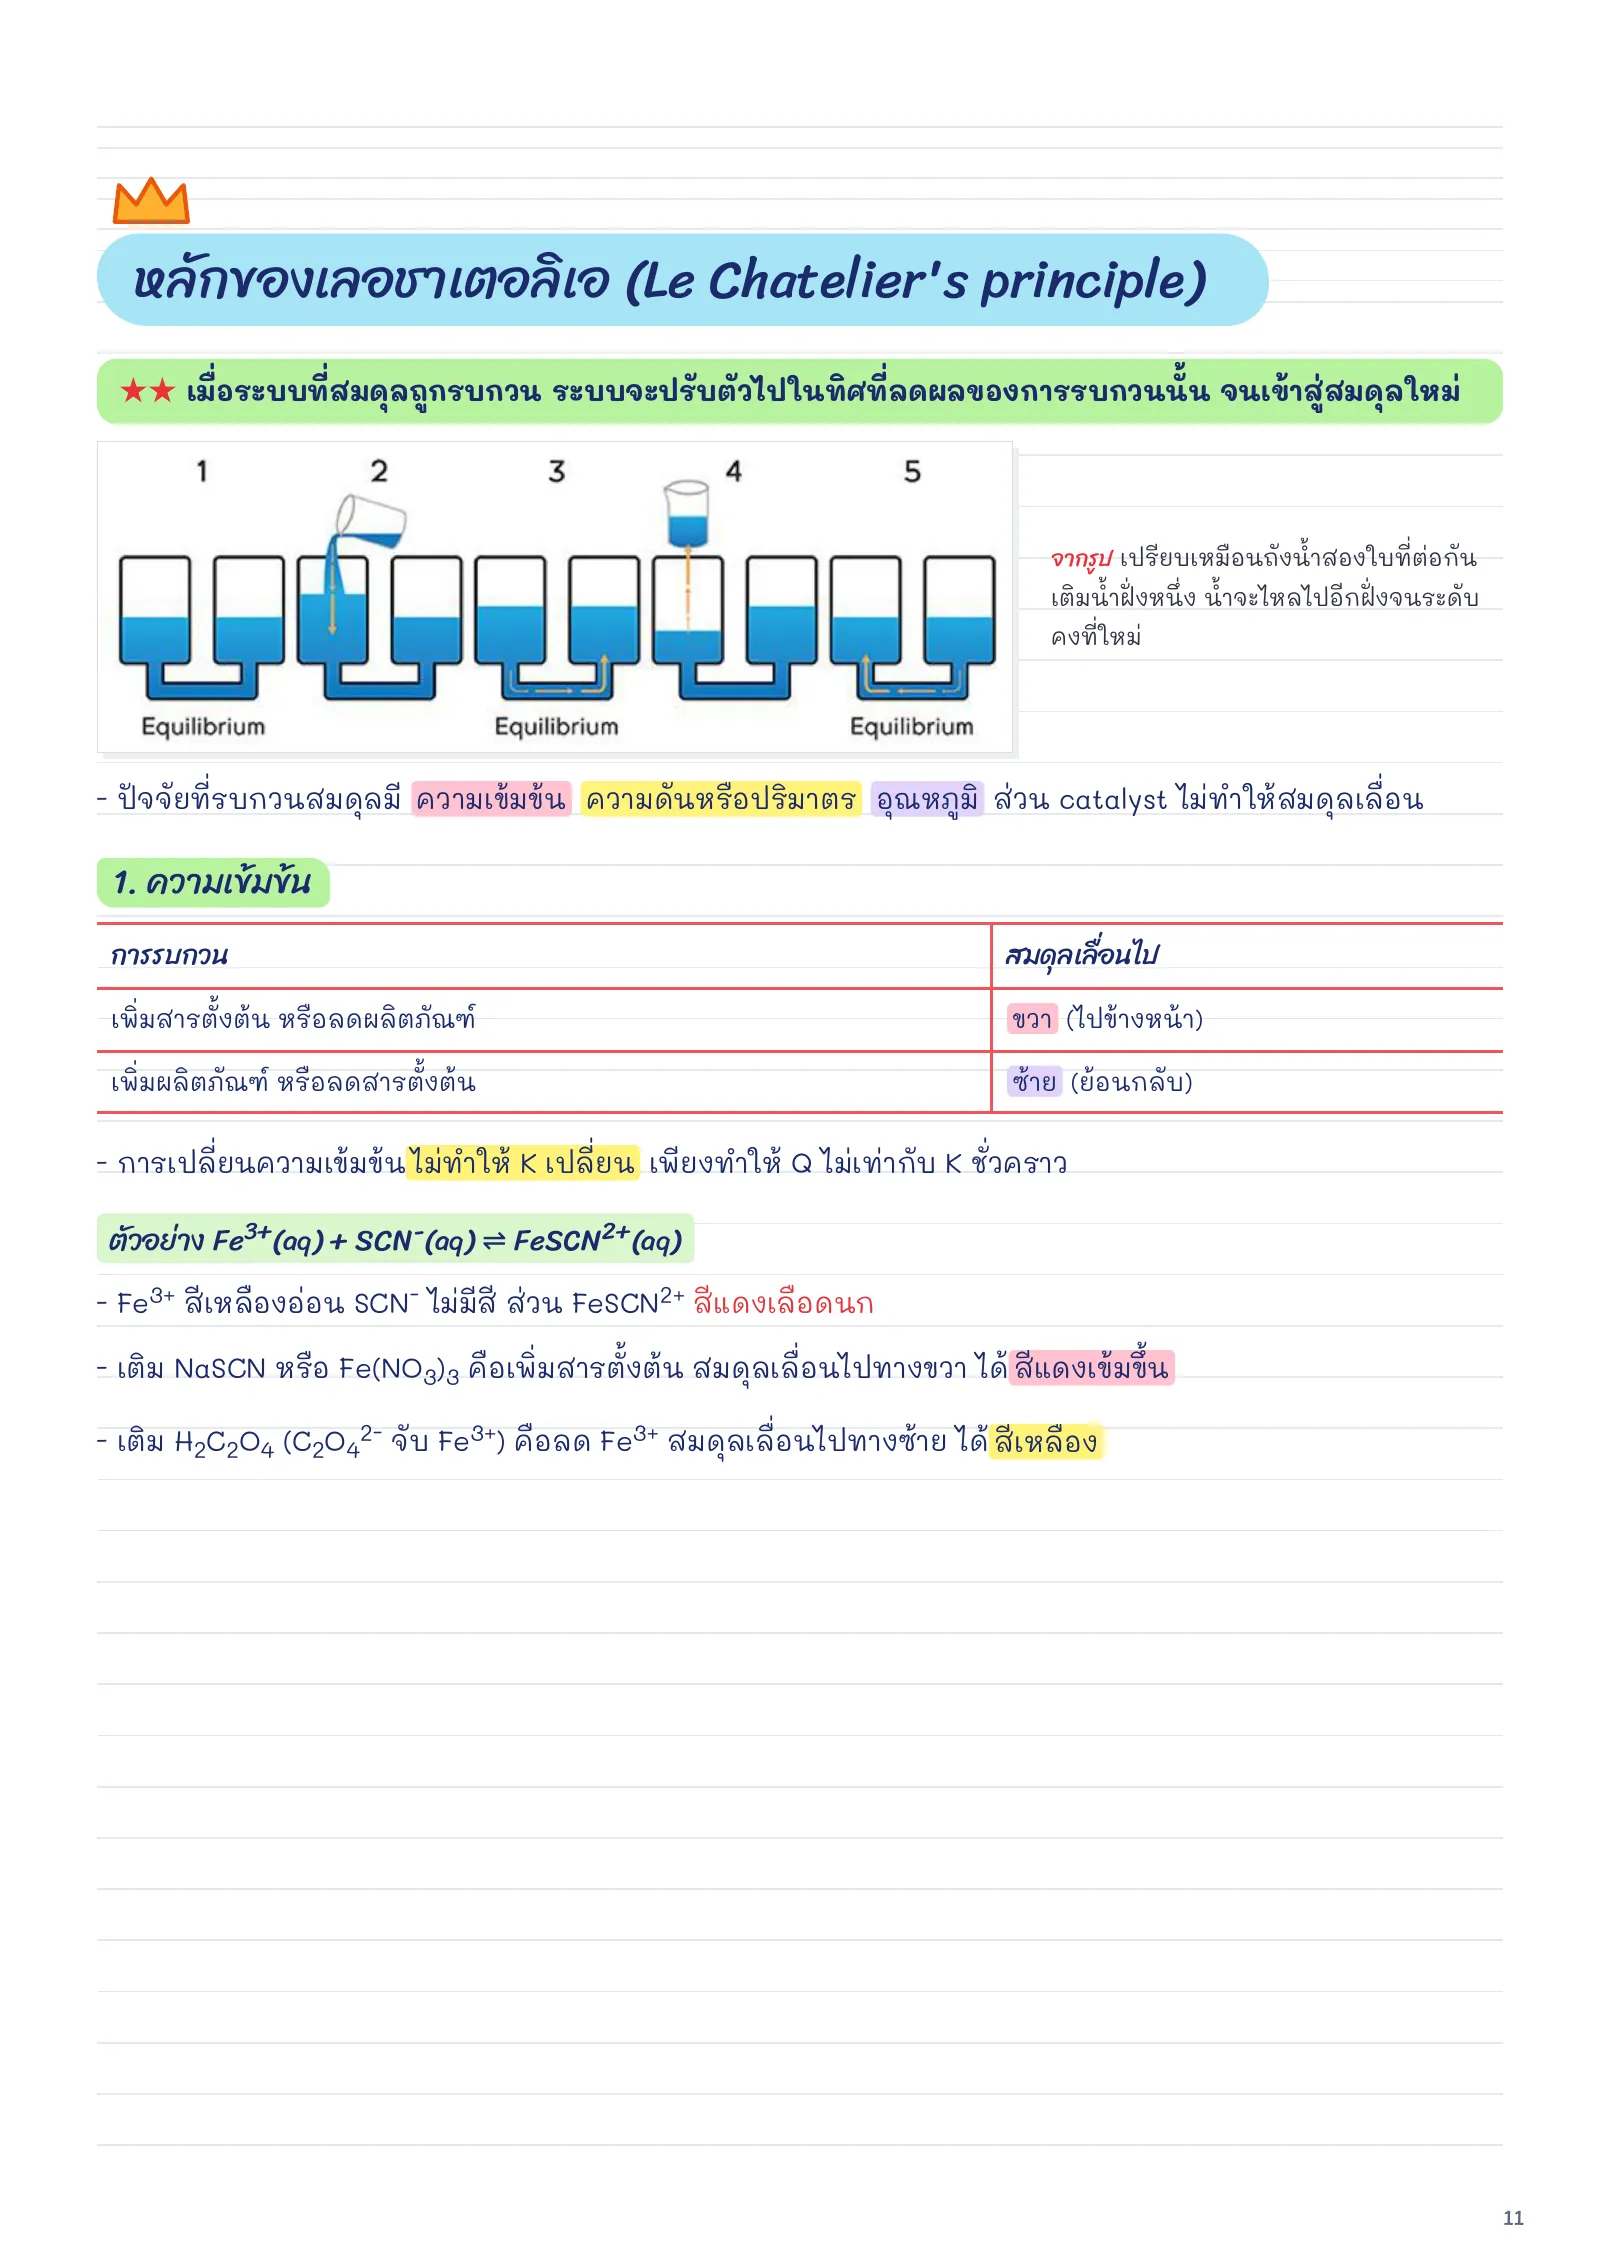 หลักของเลอชาเตอลิเอ (Le Chatelier's principle)
★★ เมื่อระบบที่สมดุลถูกรบกวน ระบบจะปรับตัวไปในทิศที่ลดผลของการรบกวนนั้น จนเข้าสู่สมดุลใหม่
1 2 3 4 5
Equilibrium Equilibrium Equilibrium
จากรูป เปรียบเหมือนถังน้ำสองใบที่ต่อกัน
เติมน้ำฝั่งหนึ่ง น้ำจะไหลไปอีกฝั่งจนระดับ
คงที่ใหม่
- ปัจจัยที่รบกวนสมดุลมี ความเข้มข้น ความดันหรือปริมาตร อุณหภูมิ ส่วน catalyst ไม่ทำให้สมดุลเลื่อน
1. ความเข้มข้น
การรบกวน สมดุลเลื่อนไป
เพิ่มสารตั้งต้น หรือลดผลิตภัณฑ์ ขวา (ไปข้างหน้า)
เพิ่มผลิตภัณฑ์ หรือลดสารตั้งต้น ซ้าย (ย้อนกลับ)
- การเปลี่ยนความเข้มข้นไม่ทำให้ K เปลี่ยน เพียงทำให้ Q ไม่เท่ากับ K ชั่วคราว
ตัวอย่าง Fe³⁺(aq) + SCN⁻(aq) ⇌ FeSCN²⁺(aq)
- Fe³⁺ สีเหลืองอ่อน SCN⁻ ไม่มีสี ส่วน FeSCN²⁺ สีแดงเลือดนก
- เติม NaSCN หรือ Fe(NO₃)₃ คือเพิ่มสารตั้งต้น สมดุลเลื่อนไปทางขวา ได้สีแดงเข้มขึ้น
- เติม H₂C₂O₄ (C₂O₄²⁻ จับ Fe³⁺) คือลด Fe³⁺ สมดุลเลื่อนไปทางซ้าย ได้สีเหลือง
11